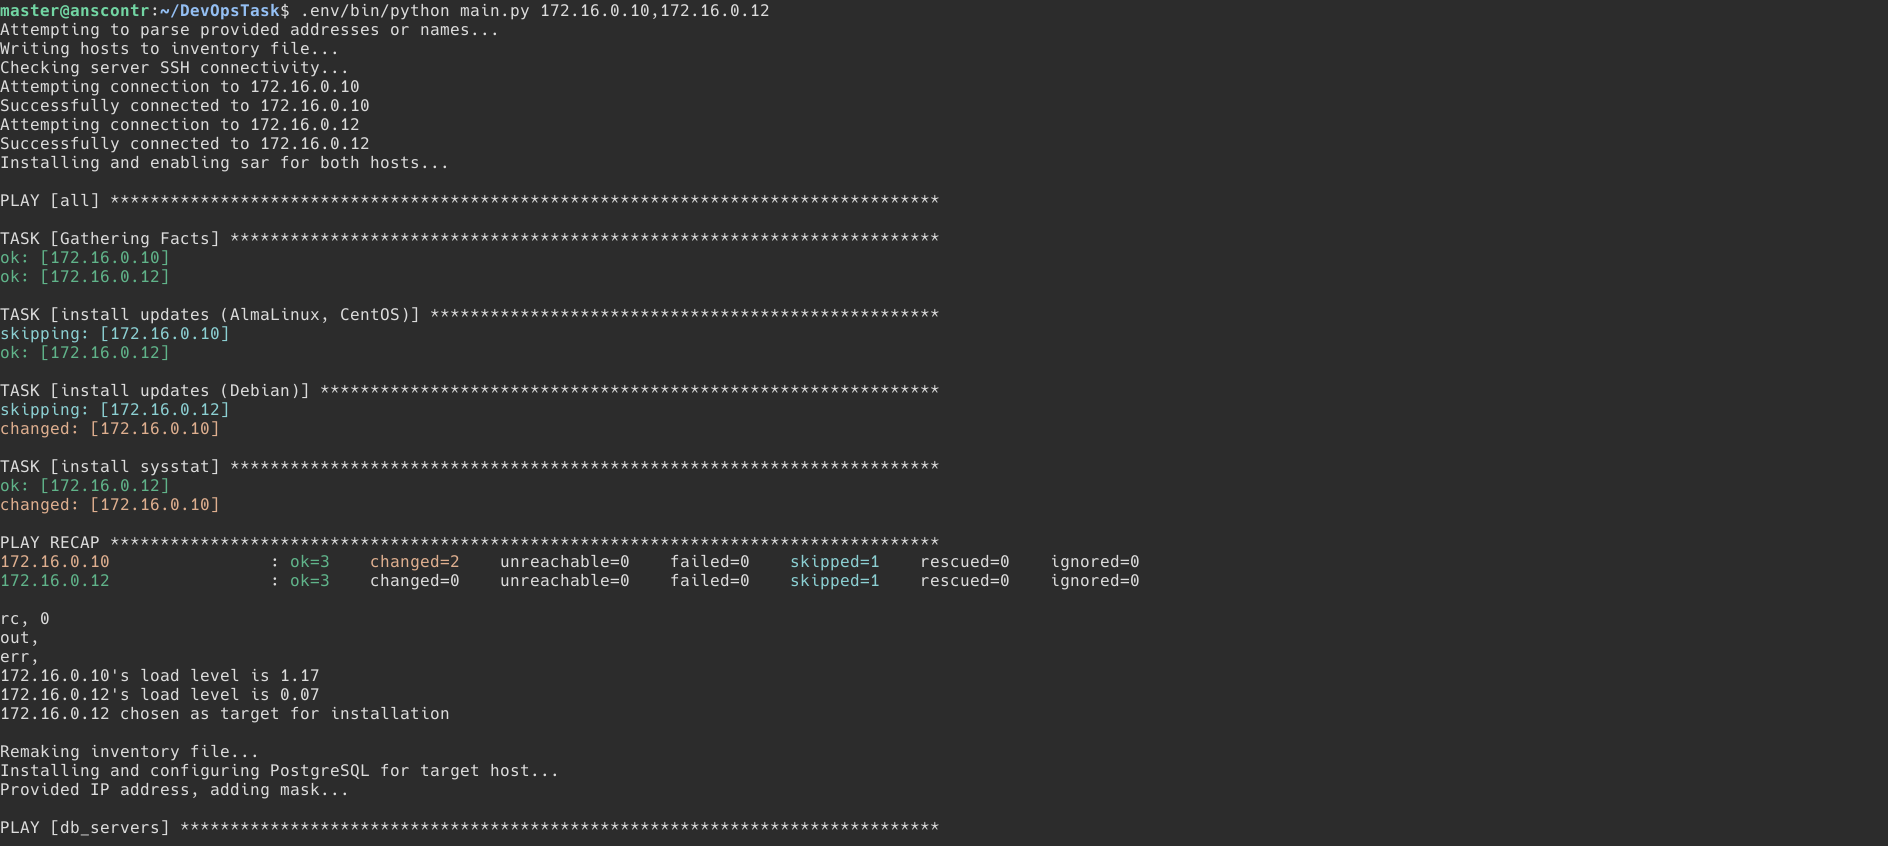 master@anscontr:~/DevOpsTask$ .env/bin/python main.py 172.16.0.10,172.16.0.12
Attempting to parse provided addresses or names...
Writing hosts to inventory file...
Checking server SSH connectivity...
Attempting connection to 172.16.0.10
Successfully connected to 172.16.0.10
Attempting connection to 172.16.0.12
Successfully connected to 172.16.0.12
Installing and enabling sar for both hosts...

PLAY [all] ***********************************************************************************

TASK [Gathering Facts] ***********************************************************************
ok: [172.16.0.10]
ok: [172.16.0.12]

TASK [install updates (AlmaLinux, CentOS)] ***************************************************
skipping: [172.16.0.10]
ok: [172.16.0.12]

TASK [install updates (Debian)] **************************************************************
skipping: [172.16.0.12]
changed: [172.16.0.10]

TASK [install sysstat] ***********************************************************************
ok: [172.16.0.12]
changed: [172.16.0.10]

PLAY RECAP ***********************************************************************************
172.16.0.10                : ok=3    changed=2    unreachable=0    failed=0    skipped=1    rescued=0    ignored=0
172.16.0.12                : ok=3    changed=0    unreachable=0    failed=0    skipped=1    rescued=0    ignored=0

rc, 0
out,
err,
172.16.0.10's load level is 1.17
172.16.0.12's load level is 0.07
172.16.0.12 chosen as target for installation

Remaking inventory file...
Installing and configuring PostgreSQL for target host...
Provided IP address, adding mask...

PLAY [db_servers] ****************************************************************************